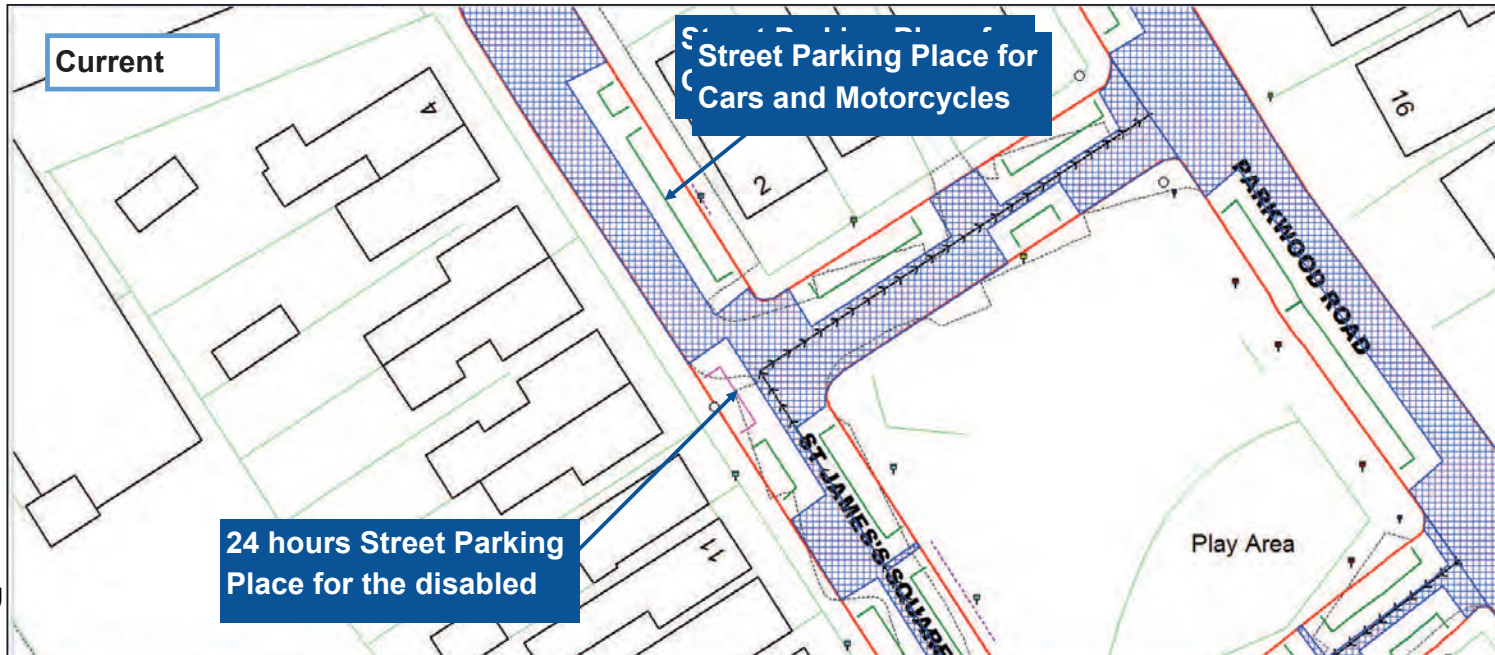 Current
Street Parking Place for
Cars and Motorcycles
4
2
16
PARKWOOD ROAD
24 hours Street Parking
Place for the disabled
11
ST JAMES'S SQUARE
Play Area